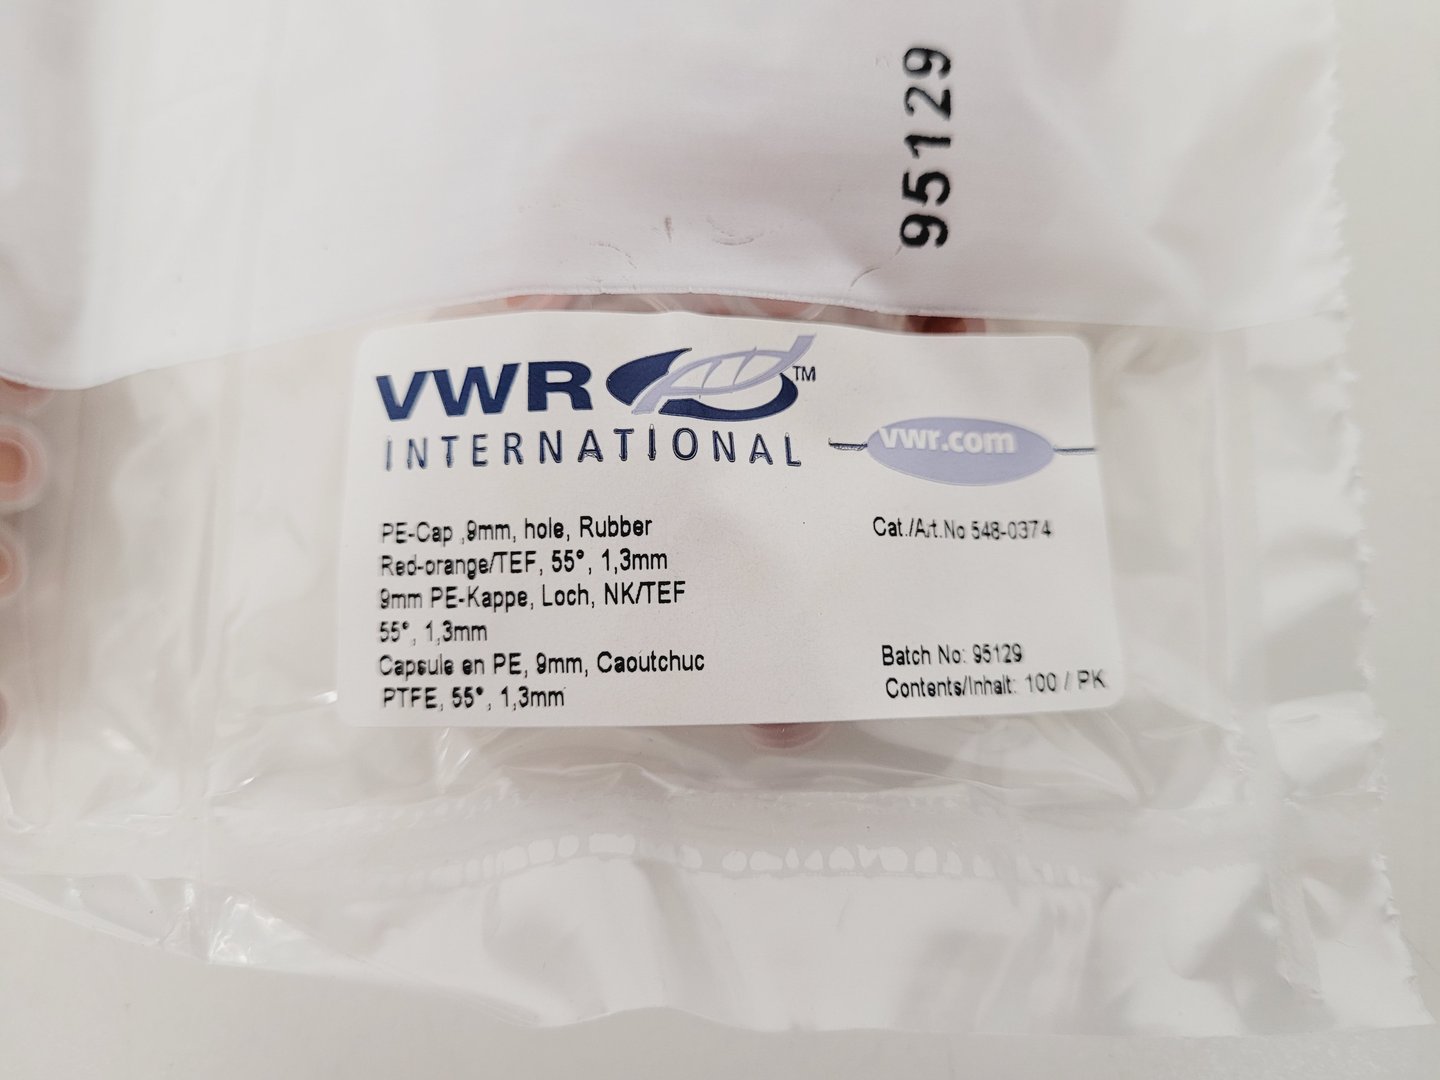 95129
VWR TM
INTERNATIONAL
vwr.com
PE-Cap ,9mm, hole, Rubber
Red-orange/TEF, 55°, 1,3mm
9mm PE-Kappe, Loch, NK/TEF
55°, 1,3mm
Capsule en PE, 9mm, Caoutchuc
PTFE, 55°, 1,3mm
Cat./Art.No 548-0374
Batch No: 95129
Contents/Inhalt: 100 / PK